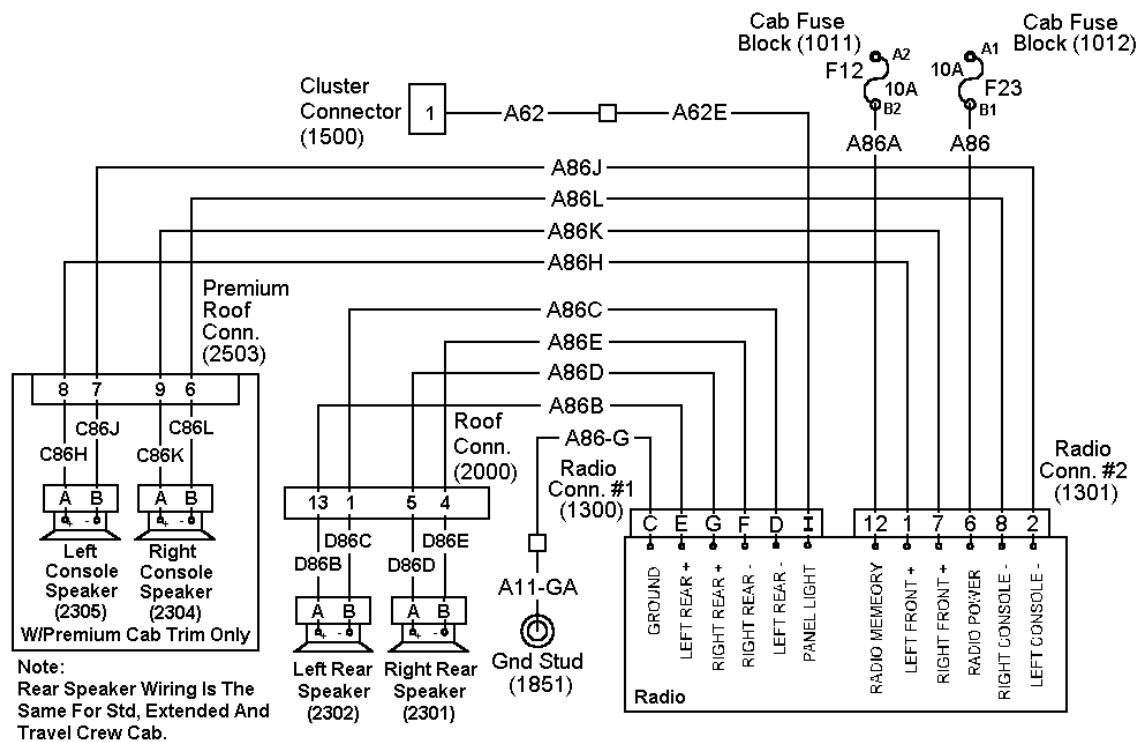 Cab Fuse
Block (1011)
Cab Fuse
Block (1012)
A2
F12
10A
B2
A1
10A
F23
B1
Cluster
Connector
(1500)
1
A62
A62E
A86A
A86
A86J
A86L
A86K
A86H
Premium
Roof
Conn.
(2503)
A86C
A86E
A86D
A86B
8 7 9 6
C86J
C86L
C86H
C86K
A B A B
+ - + -
Left
Console
Speaker
(2305)
Right
Console
Speaker
(2304)
W/Premium Cab Trim Only
Note:
Rear Speaker Wiring Is The
Same For Std, Extended And
Travel Crew Cab.
Roof
Conn.
(2000)
13 1 5 4
D86C
D86E
D86B
D86D
A B A B
+ - + -
Left Rear
Speaker
(2302)
Right Rear
Speaker
(2301)
A86-G
A11-GA
Gnd Stud
(1851)
Radio
Conn. #1
(1300)
Radio
Conn. #2
(1301)
C E G F D I
12 1 7 6 8 2
GROUND
LEFT REAR +
RIGHT REAR +
RIGHT REAR -
LEFT REAR -
PANEL LIGHT
RADIO MEMEORY
LEFT FRONT +
RIGHT FRONT +
RADIO POWER
RIGHT CONSOLE -
LEFT CONSOLE -
Radio